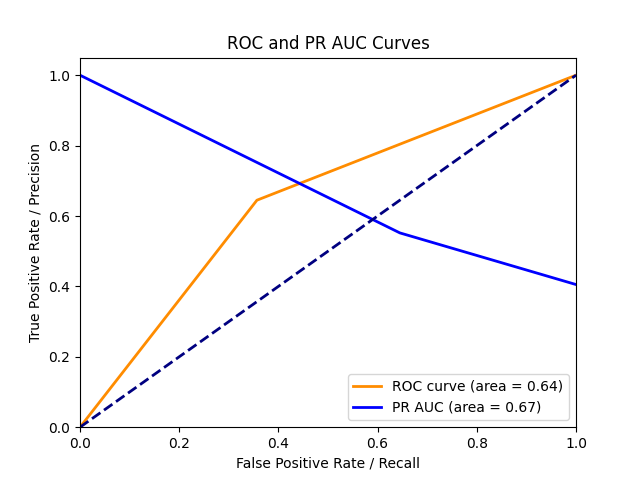 ROC and PR AUC Curves
True Positive Rate / Precision
1.0
0.8
0.6
0.4
0.2
0.0
0.0 0.2 0.4 0.6 0.8 1.0
False Positive Rate / Recall
ROC curve (area = 0.64)
PR AUC (area = 0.67)